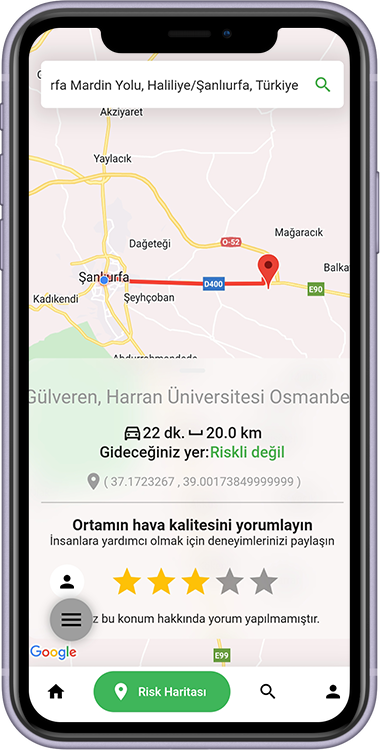 rfa Mardin Yolu, Haliliye/Şanlıurfa, Türkiye
Akziyaret
Yaylacık
Dağeteği
O-52
Mağaracık
Balka
Şanlıurfa
D400
E90
Kadıkendi
Şeyhçoban
Abdurrahmandede
Gülveren, Harran Üniversitesi Osmanbe
22 dk. 20.0 km
Gideceğiniz yer:Riskli değil
( 37.1723267 , 39.00173849999999 )
Ortamın hava kalitesini yorumlayın
İnsanlara yardımcı olmak için deneyimlerinizi paylaşın
z bu konum hakkında yorum yapılmamıştır.
Google
E99
Risk Haritası